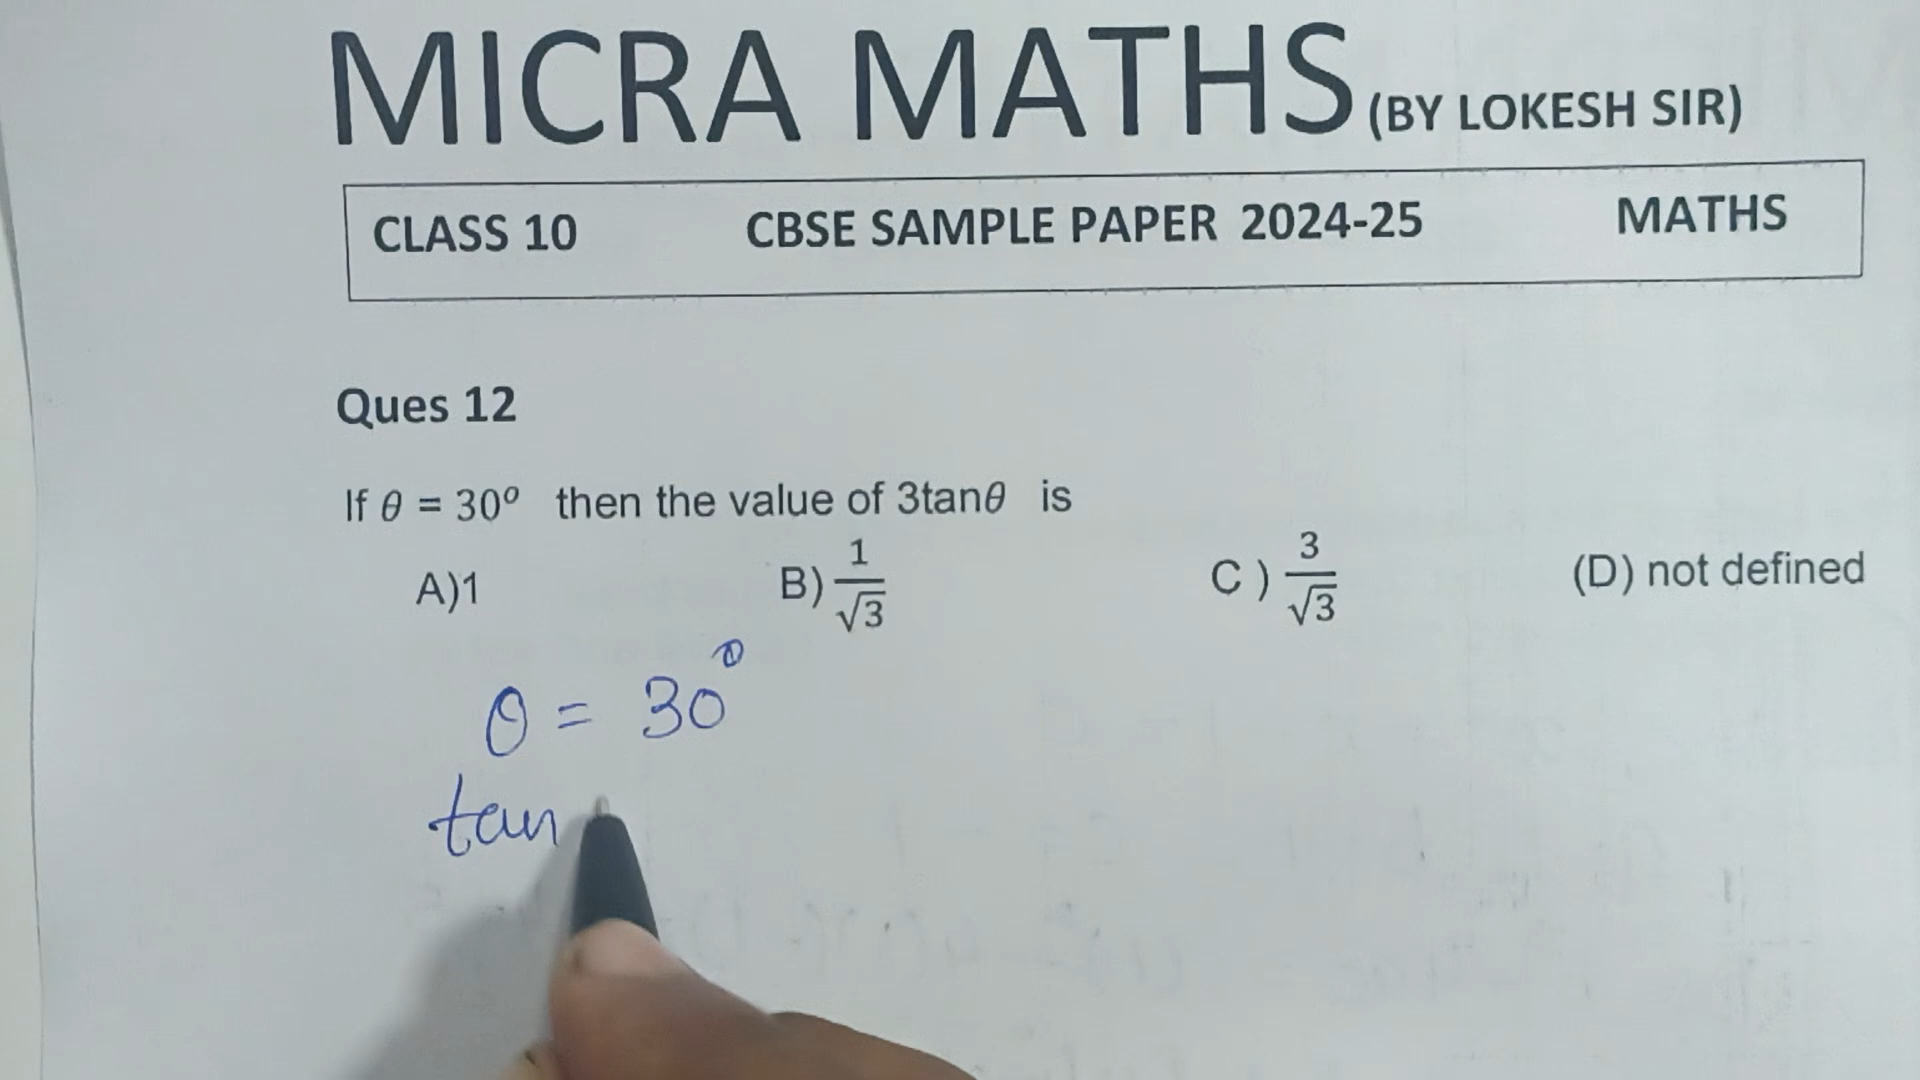 MICRA MATHS (BY LOKESH SIR)
CLASS 10 CBSE SAMPLE PAPER 2024-25 MATHS
Ques 12
If θ = 30⁰ then the value of 3tanθ is
A)1 B) 1/√3 C ) 3/√3 (D) not defined
θ = 30°
tan